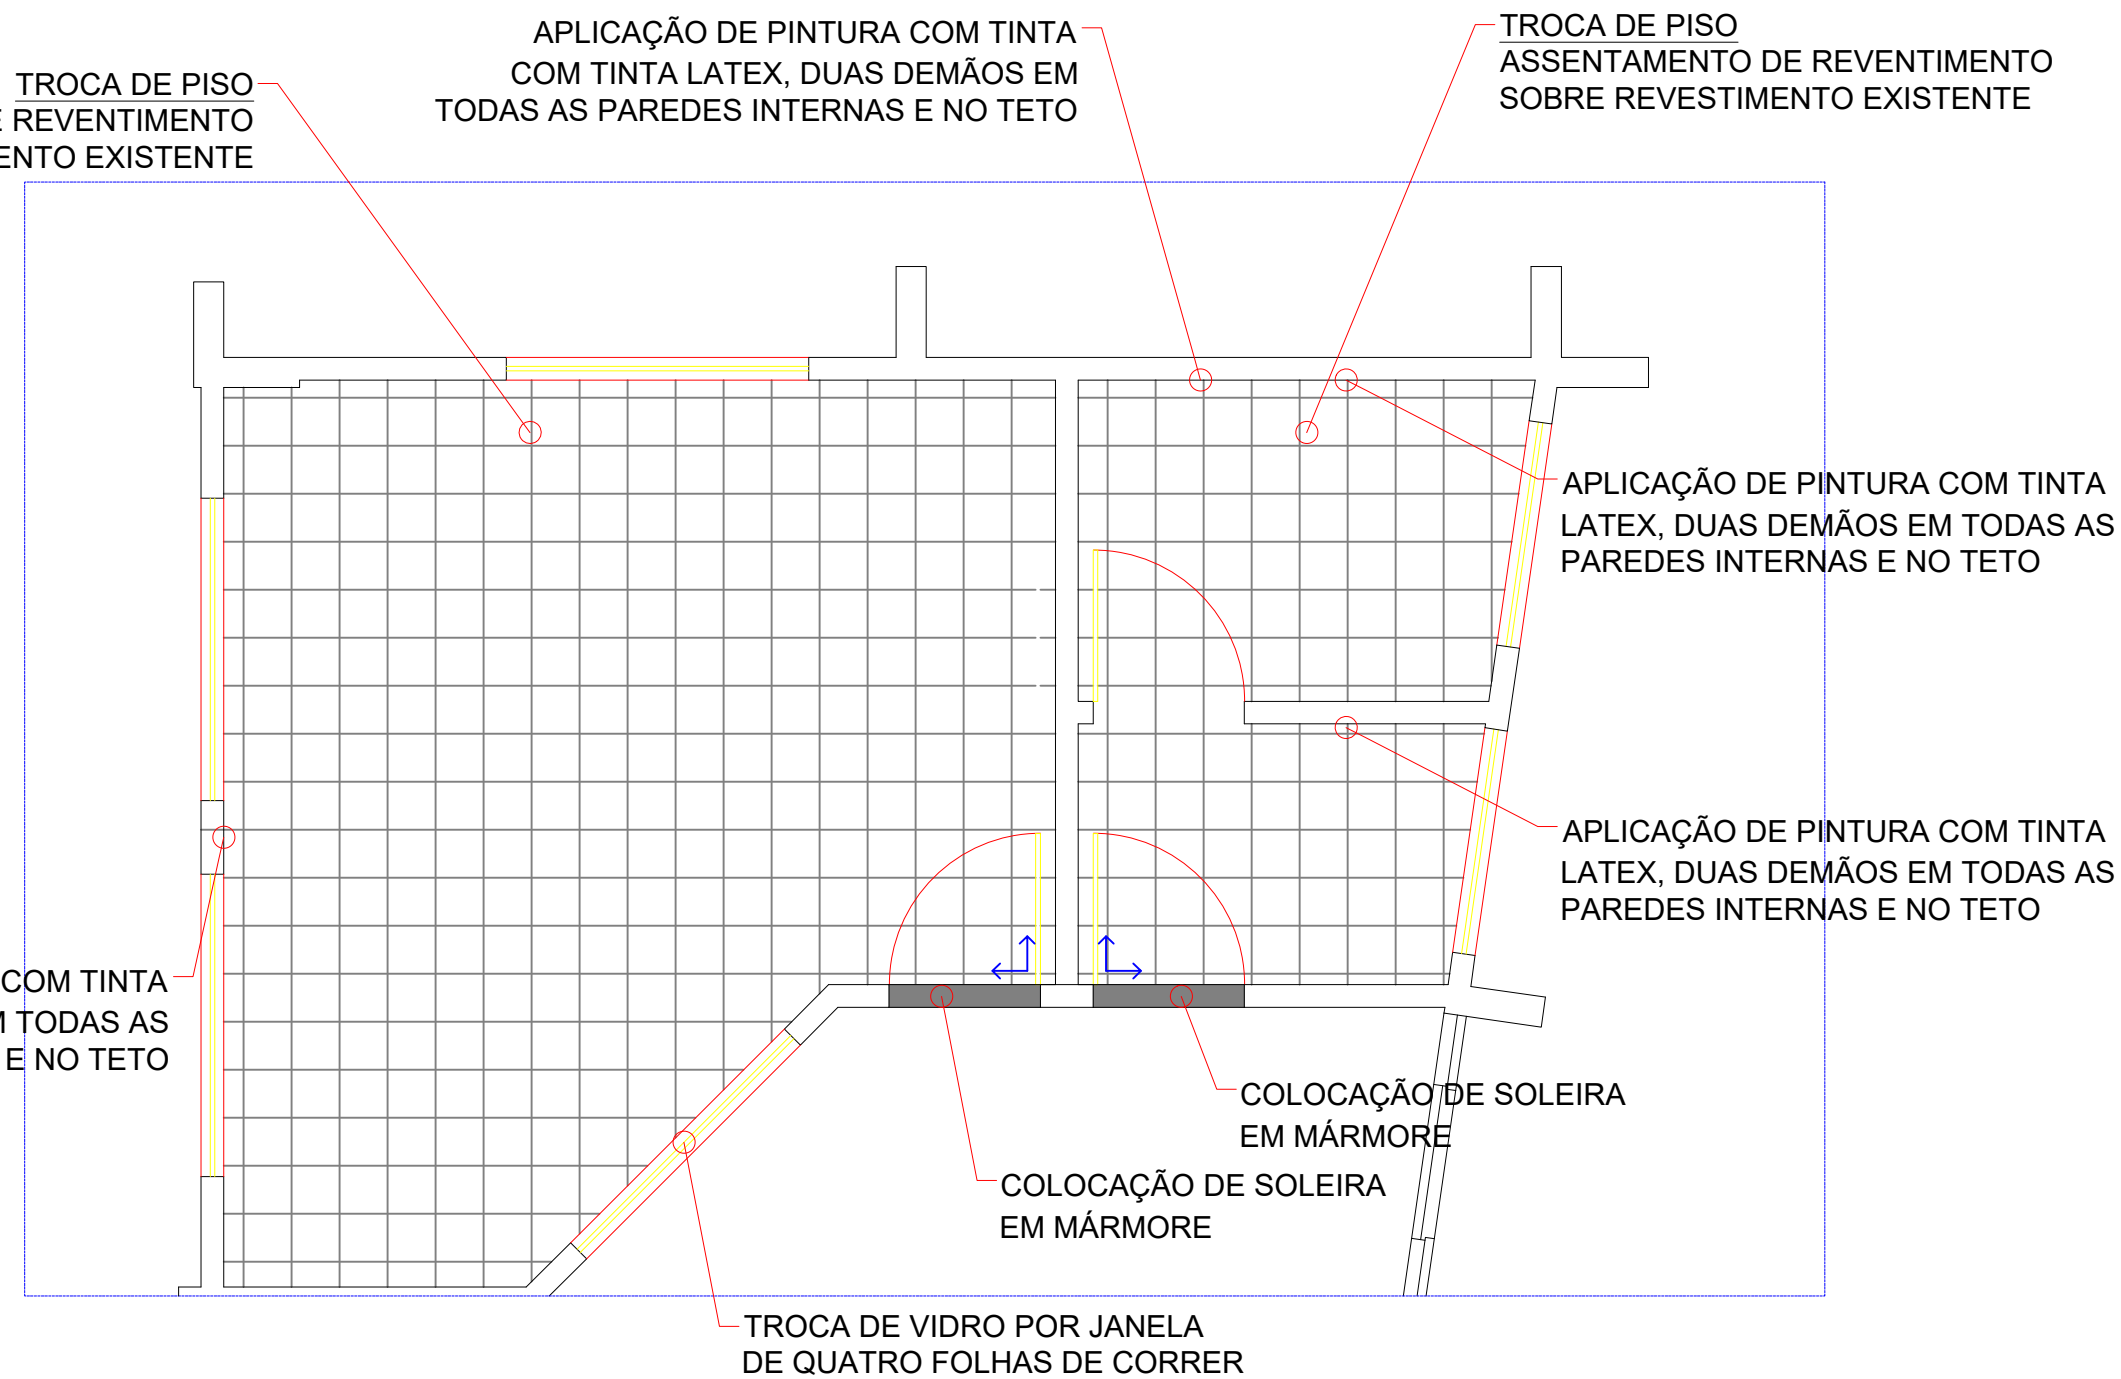 TROCA DE PISO
REVENTIMENTO
EXISTENTE
APLICAÇÃO DE PINTURA COM TINTA
COM TINTA LATEX, DUAS DEMÃOS EM
TODAS AS PAREDES INTERNAS E NO TETO
TROCA DE PISO
ASSENTAMENTO DE REVENTIMENTO
SOBRE REVESTIMENTO EXISTENTE
APLICAÇÃO DE PINTURA COM TINTA
LATEX, DUAS DEMÃOS EM TODAS AS
PAREDES INTERNAS E NO TETO
APLICAÇÃO DE PINTURA COM TINTA
LATEX, DUAS DEMÃOS EM TODAS AS
PAREDES INTERNAS E NO TETO
COM TINTA
TODAS AS
E NO TETO
COLOCAÇÃO DE SOLEIRA
EM MÁRMORE
COLOCAÇÃO DE SOLEIRA
EM MÁRMORE
TROCA DE VIDRO POR JANELA
DE QUATRO FOLHAS DE CORRER